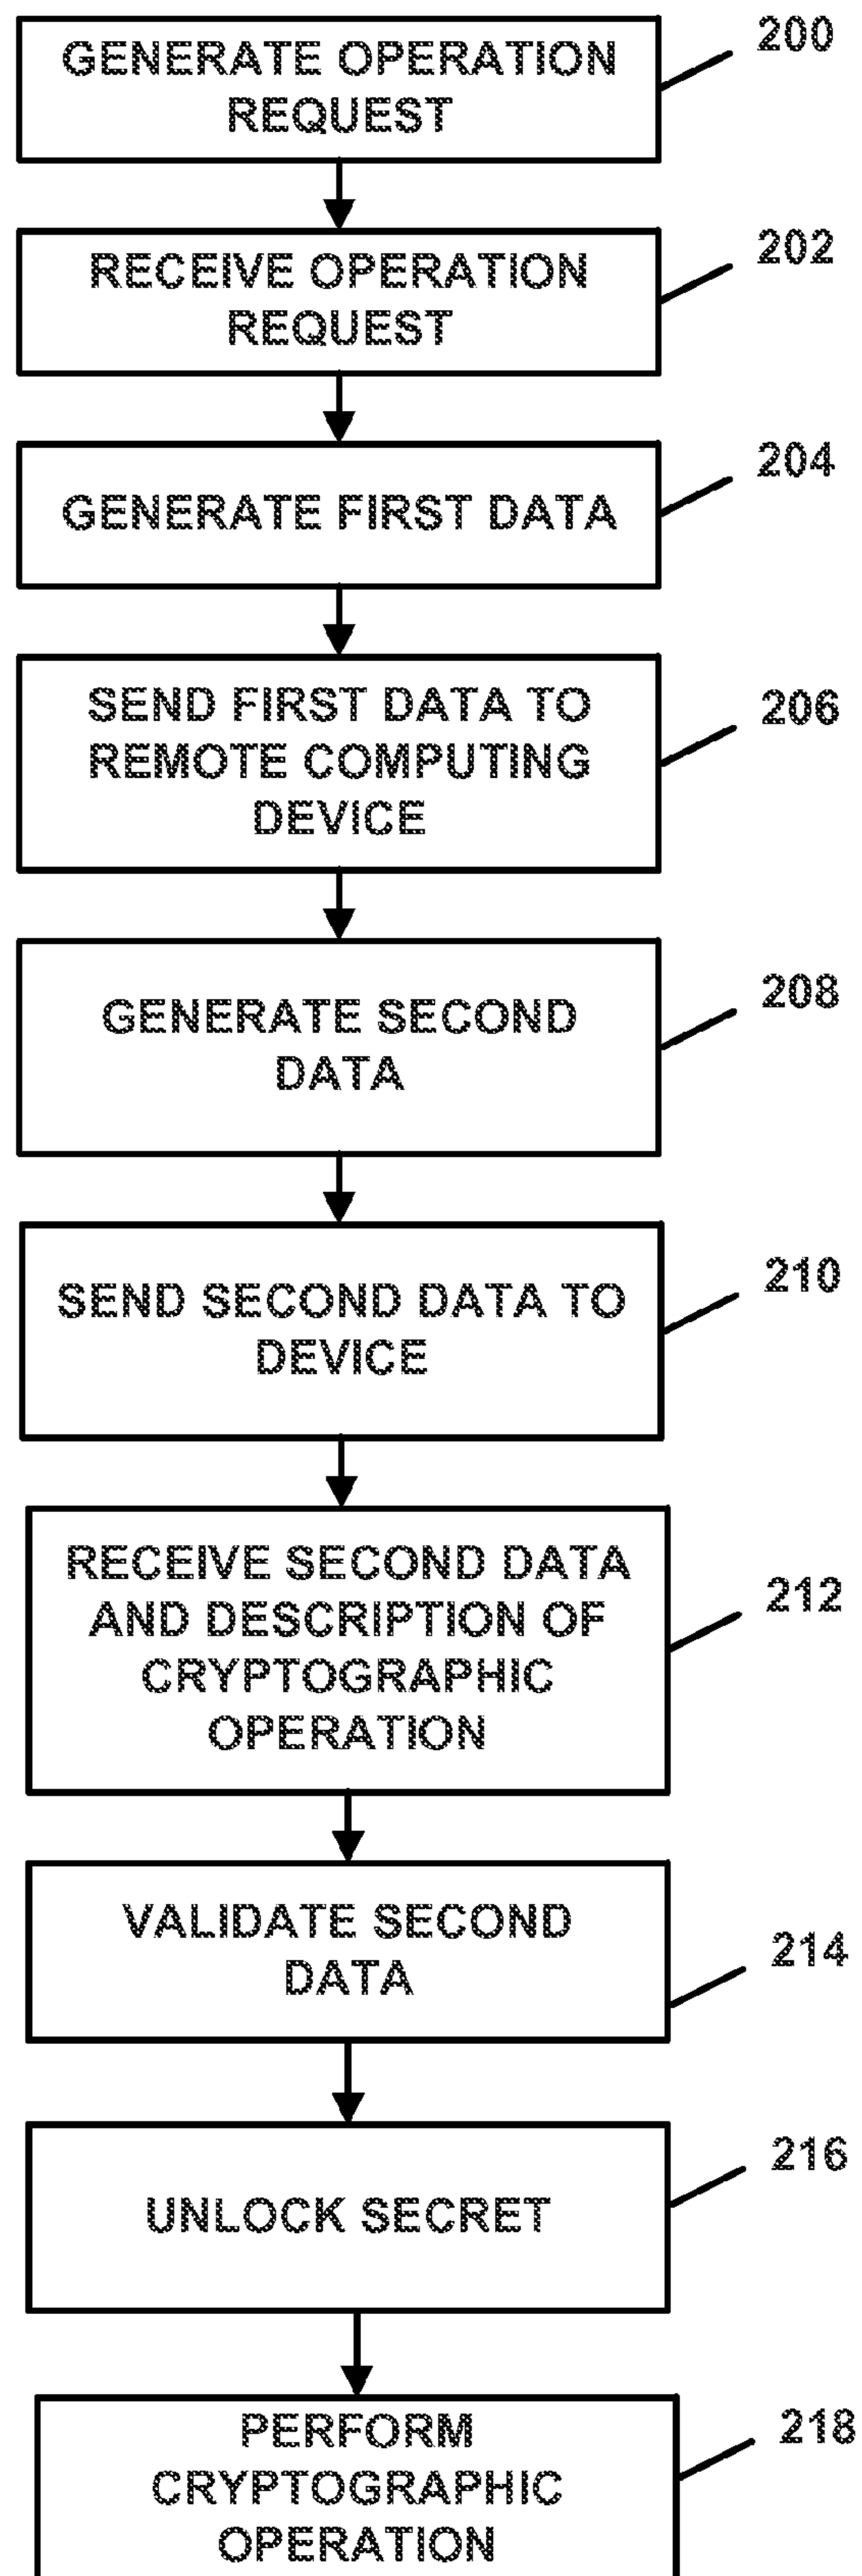 GENERATE OPERATION
REQUEST
200
RECEIVE OPERATION
REQUEST
202
GENERATE FIRST DATA
204
SEND FIRST DATA TO
REMOTE COMPUTING
DEVICE
206
GENERATE SECOND
DATA
208
SEND SECOND DATA TO
DEVICE
210
RECEIVE SECOND DATA
AND DESCRIPTION OF
CRYPTOGRAPHIC
OPERATION
212
VALIDATE SECOND
DATA
214
UNLOCK SECRET
216
PERFORM
CRYPTOGRAPHIC
OPERATION
218